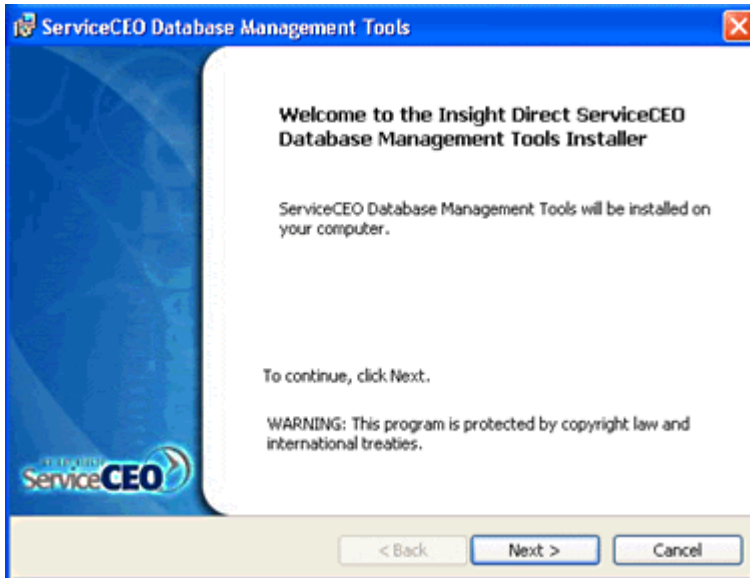 ServiceCEO Database Management Tools
Welcome to the Insight Direct ServiceCEO
Database Management Tools Installer
ServiceCEO Database Management Tools will be installed on
your computer.
To continue, click Next.
WARNING: This program is protected by copyright law and
international treaties.
ServiceCEO
< Back
Next >
Cancel